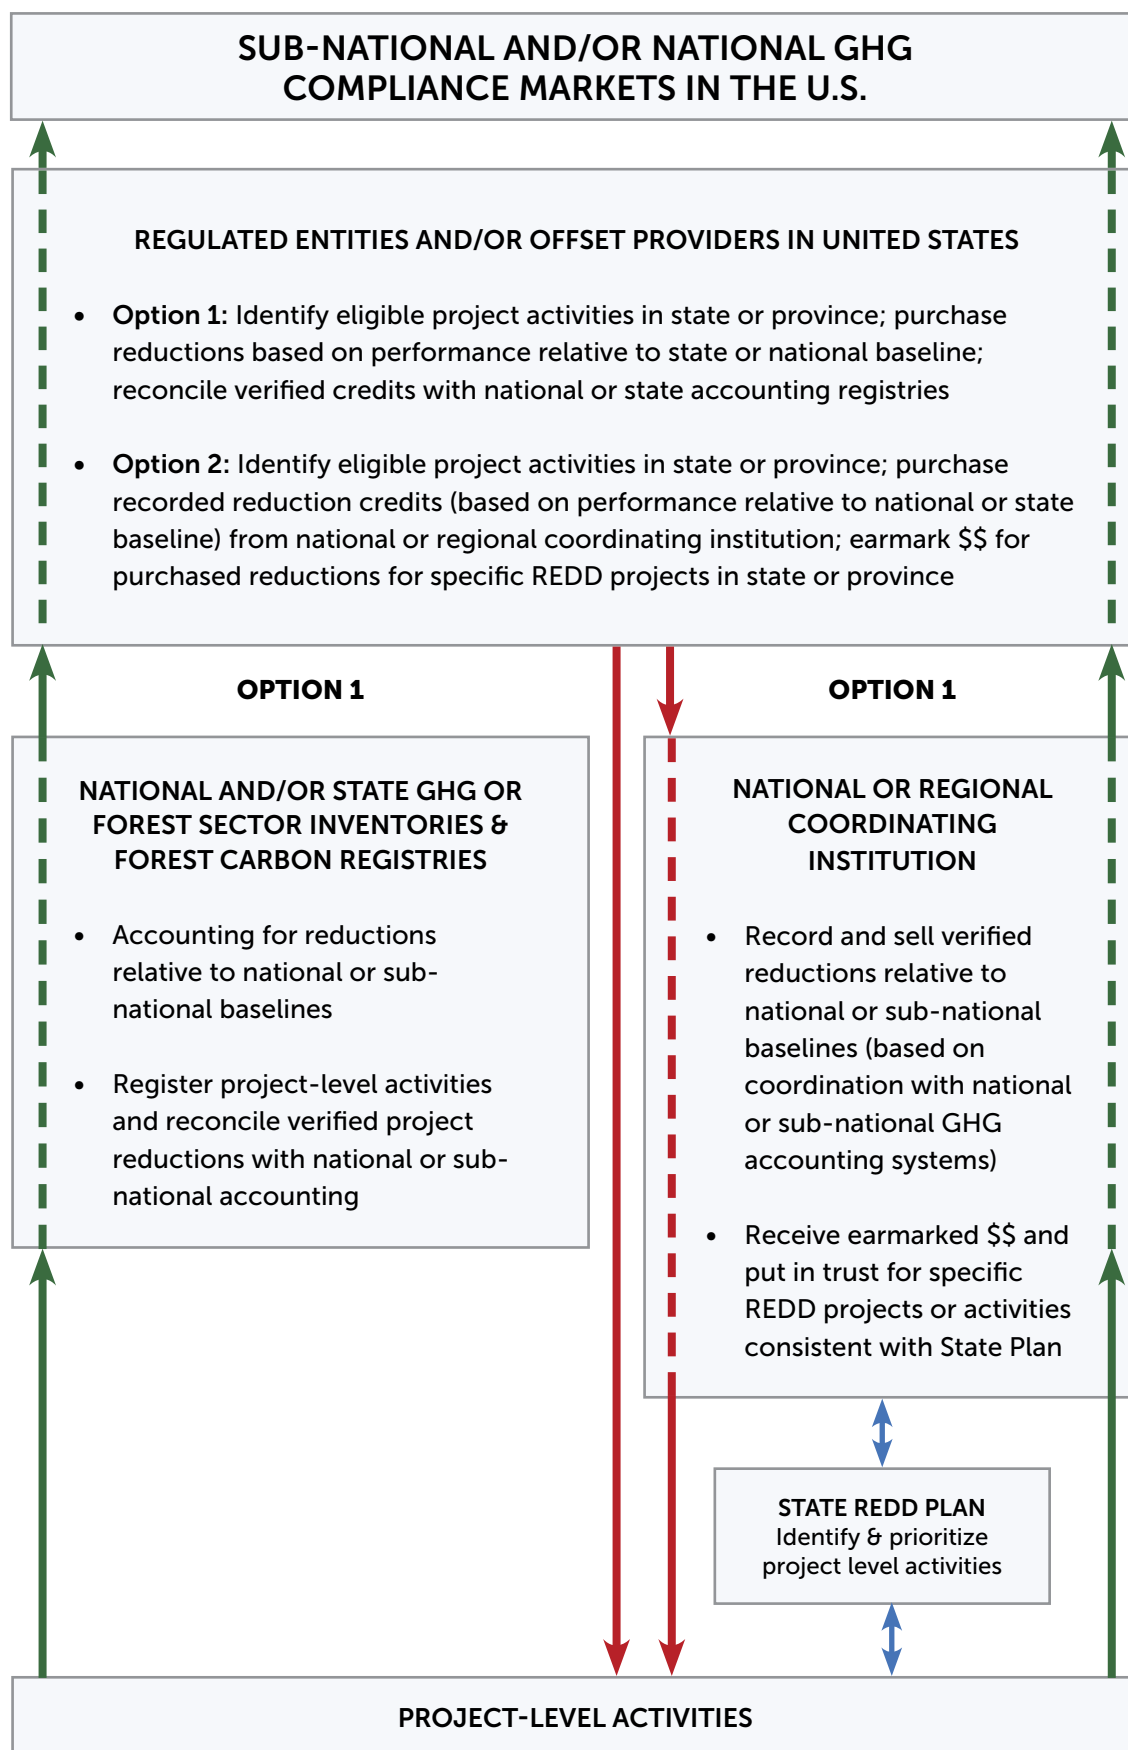 SUB-NATIONAL AND/OR NATIONAL GHG
COMPLIANCE MARKETS IN THE U.S.
REGULATED ENTITIES AND/OR OFFSET PROVIDERS IN UNITED STATES
• Option 1: Identify eligible project activities in state or province; purchase
reductions based on performance relative to state or national baseline;
reconcile verified credits with national or state accounting registries
• Option 2: Identify eligible project activities in state or province; purchase
recorded reduction credits (based on performance relative to national or state
baseline) from national or regional coordinating institution; earmark $$ for
purchased reductions for specific REDD projects in state or province
OPTION 1
NATIONAL AND/OR STATE GHG OR
FOREST SECTOR INVENTORIES &
FOREST CARBON REGISTRIES
• Accounting for reductions
relative to national or sub-
national baselines
• Register project-level activities
and reconcile verified project
reductions with national or sub-
national accounting
OPTION 1
NATIONAL OR REGIONAL
COORDINATING
INSTITUTION
• Record and sell verified
reductions relative to
national or sub-national
baselines (based on
coordination with national
or sub-national GHG
accounting systems)
• Receive earmarked $$ and
put in trust for specific
REDD projects or activities
consistent with State Plan
STATE REDD PLAN
Identify & prioritize
project level activities
PROJECT-LEVEL ACTIVITIES